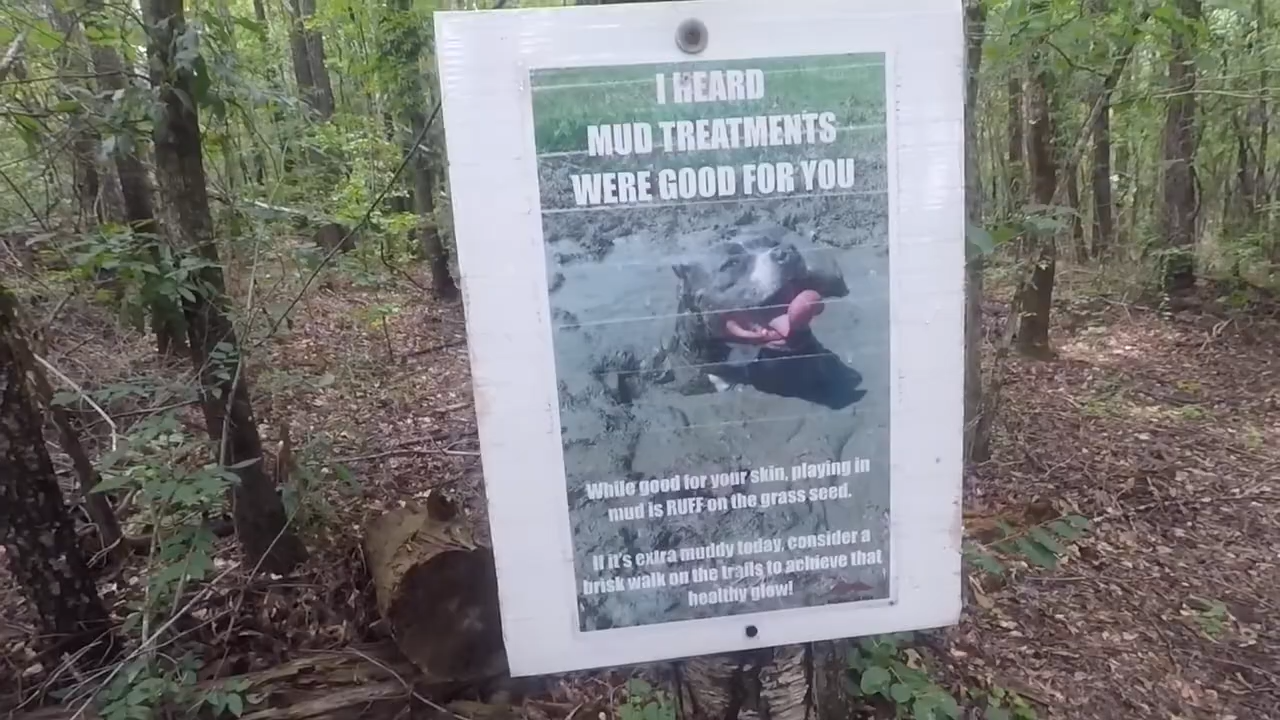 I HEARD
MUD TREATMENTS
WERE GOOD FOR YOU
While good for your skin, playing in
mud is RUFF on the grass seed.
If it's extra muddy today, consider a
brisk walk on the trails to achieve that
healthy glow!